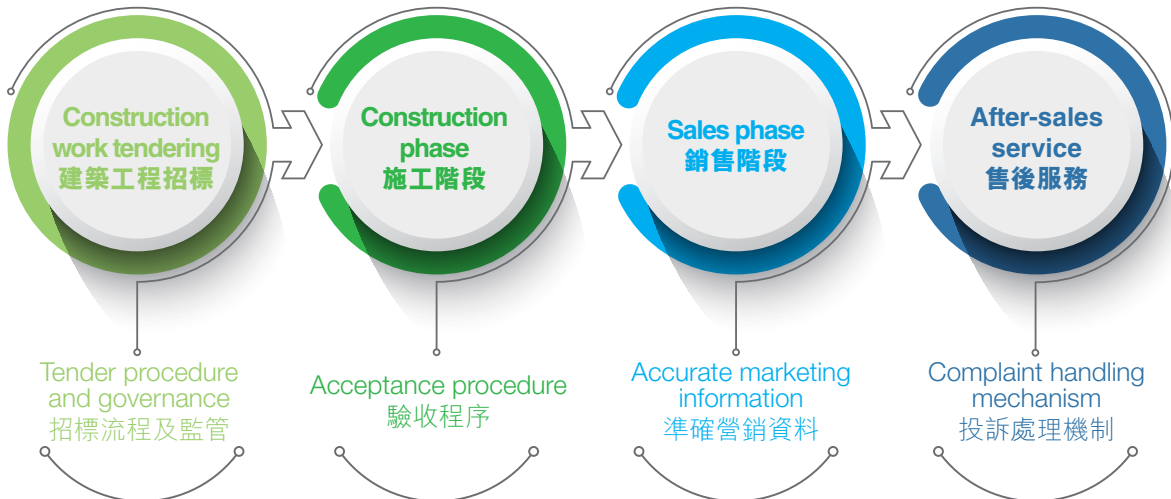 Construction
work tendering
建築工程招標
Construction
phase
施工階段
Sales phase
銷售階段
After-sales
service
售後服務
Tender procedure
and governance
招標流程及監管
Acceptance procedure
驗收程序
Accurate marketing
information
準確營銷資料
Complaint handling
mechanism
投訴處理機制